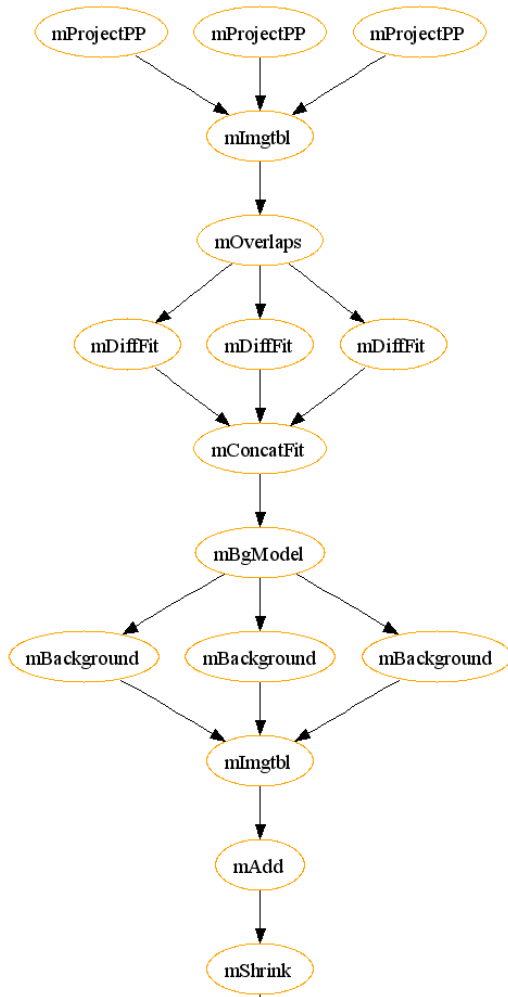 mProjectPP mProjectPP mProjectPP
mImgtbl
mOverlaps
mDiffFit mDiffFit mDiffFit
mConcatFit
mBgModel
mBackground mBackground mBackground
mImgtbl
mAdd
mShrink